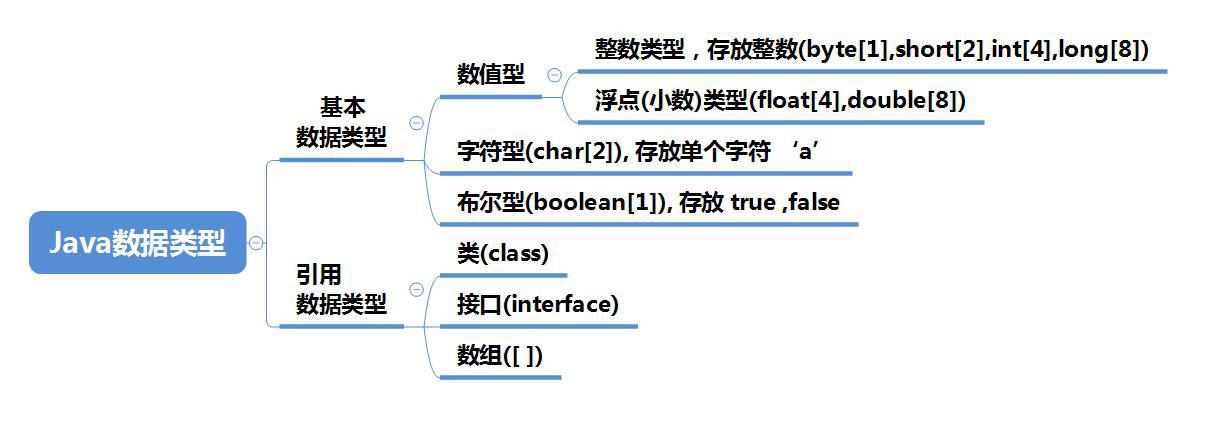 Java数据类型
基本
数据类型
数值型
整数类型，存放整数(byte[1],short[2],int[4],long[8])
浮点(小数)类型(float[4],double[8])
字符型(char[2]), 存放单个字符 ‘a’
布尔型(boolean[1]), 存放 true ,false
引用
数据类型
类(class)
接口(interface)
数组([ ])